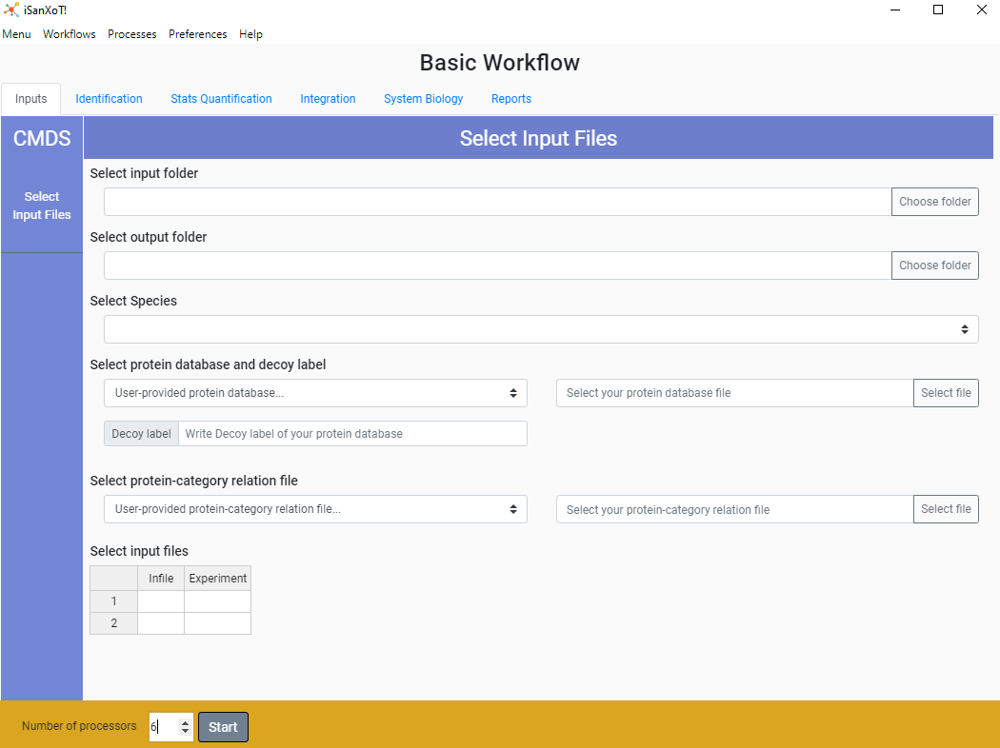 iSanXoT!
Menu Workflows Processes Preferences Help
Basic Workflow
Inputs Identification Stats Quantification Integration System Biology Reports
CMDS
Select Input Files
Select
Input Files
Select input folder
Choose folder
Select output folder
Choose folder
Select Species
Select protein database and decoy label
User-provided protein database... Select your protein database file Select file
Decoy label Write Decoy label of your protein database
Select protein-category relation file
User-provided protein-category relation file... Select your protein-category relation file Select file
Select input files
Infile Experiment
1
2
Number of processors 6 Start